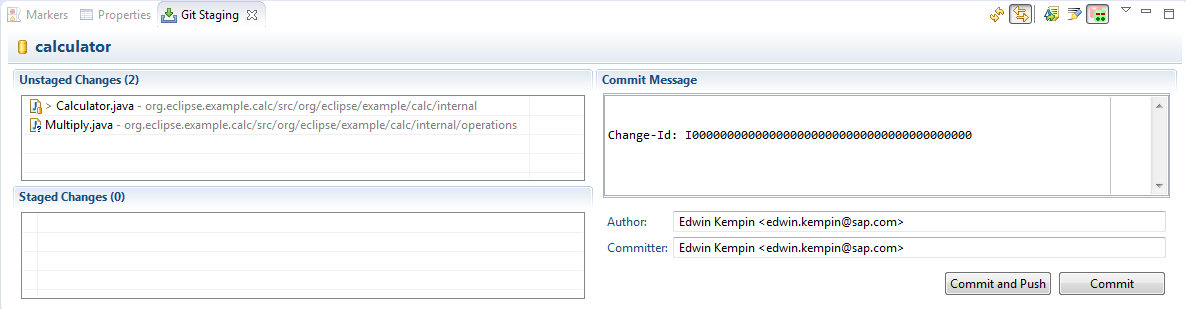 Markers Properties Git Staging
calculator
Unstaged Changes (2)
> Calculator.java - org.eclipse.example.calc/src/org/eclipse/example/calc/internal
Multiply.java - org.eclipse.example.calc/src/org/eclipse/example/calc/internal/operations
Staged Changes (0)
Commit Message
Change-Id: I0000000000000000000000000000000000000000
Author: Edwin Kempin <edwin.kempin@sap.com>
Committer: Edwin Kempin <edwin.kempin@sap.com>
Commit and Push Commit